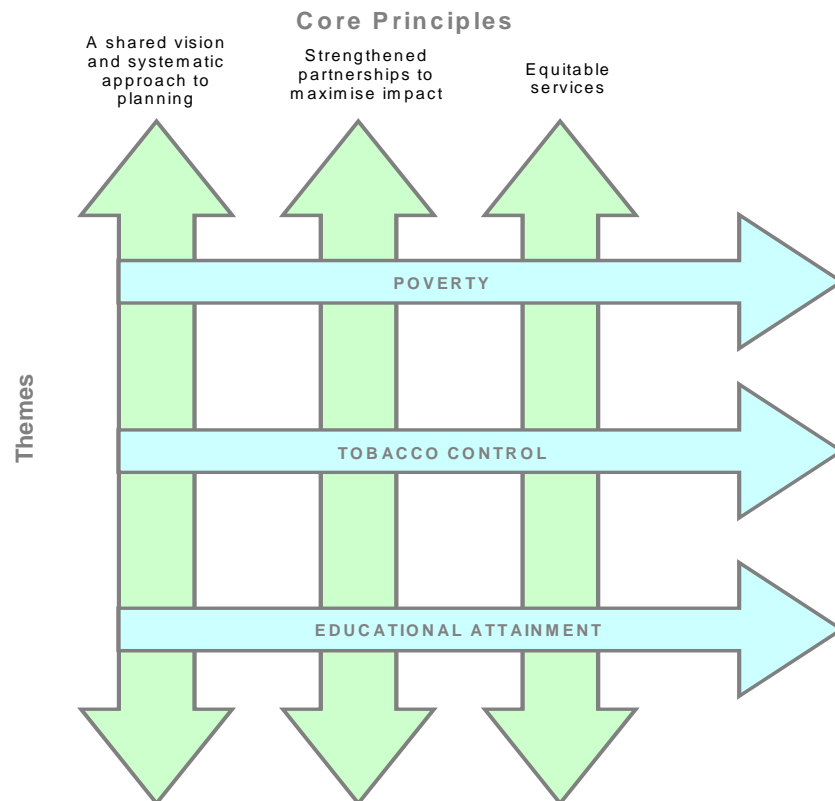 Core Principles
A shared vision
and systematic
approach to
planning
Strengthened
partnerships to
maximise impact
Equitable
services
POVERTY
Themes
TOBACCO CONTROL
EDUCATIONAL ATTAINMENT